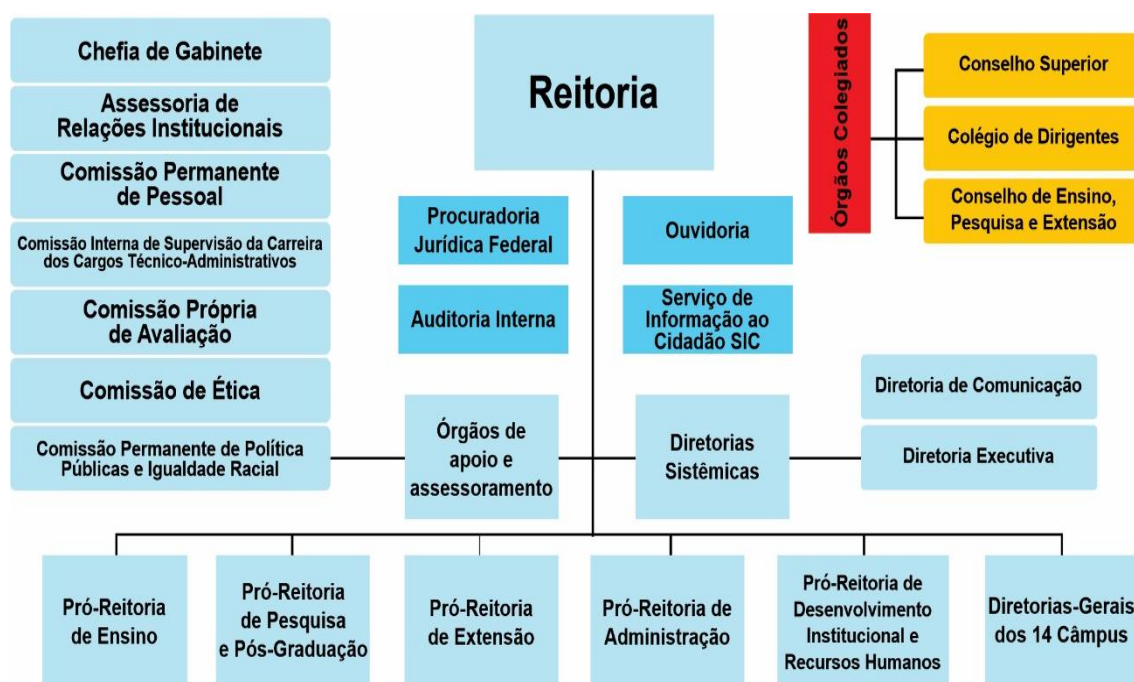 Chefia de Gabinete
Assessoria de
Relações Institucionais
Comissão Permanente
de Pessoal
Comissão Interna de Supervisão da Carreira
dos Cargos Técnico-Administrativos
Comissão Própria
de Avaliação
Comissão de Ética
Comissão Permanente de Política
Públicas e Igualdade Racial
Reitoria
Procuradoria
Jurídica Federal
Ouvidoria
Auditoria Interna
Serviço de
Informação ao
Cidadão SIC
Órgãos Colegiados
Conselho Superior
Colégio de Dirigentes
Conselho de Ensino,
Pesquisa e Extensão
Órgãos de
apoio e
assessoramento
Diretorias
Sistêmicas
Diretoria de Comunicação
Diretoria Executiva
Pró-Reitoria
de Ensino
Pró-Reitoria
de Pesquisa
e Pós-Graduação
Pró-Reitoria
de Extensão
Pró-Reitoria de
Administração
Pró-Reitoria de
Desenvolvimento
Institucional e
Recursos Humanos
Diretorias-Gerais
dos 14 Câmpus